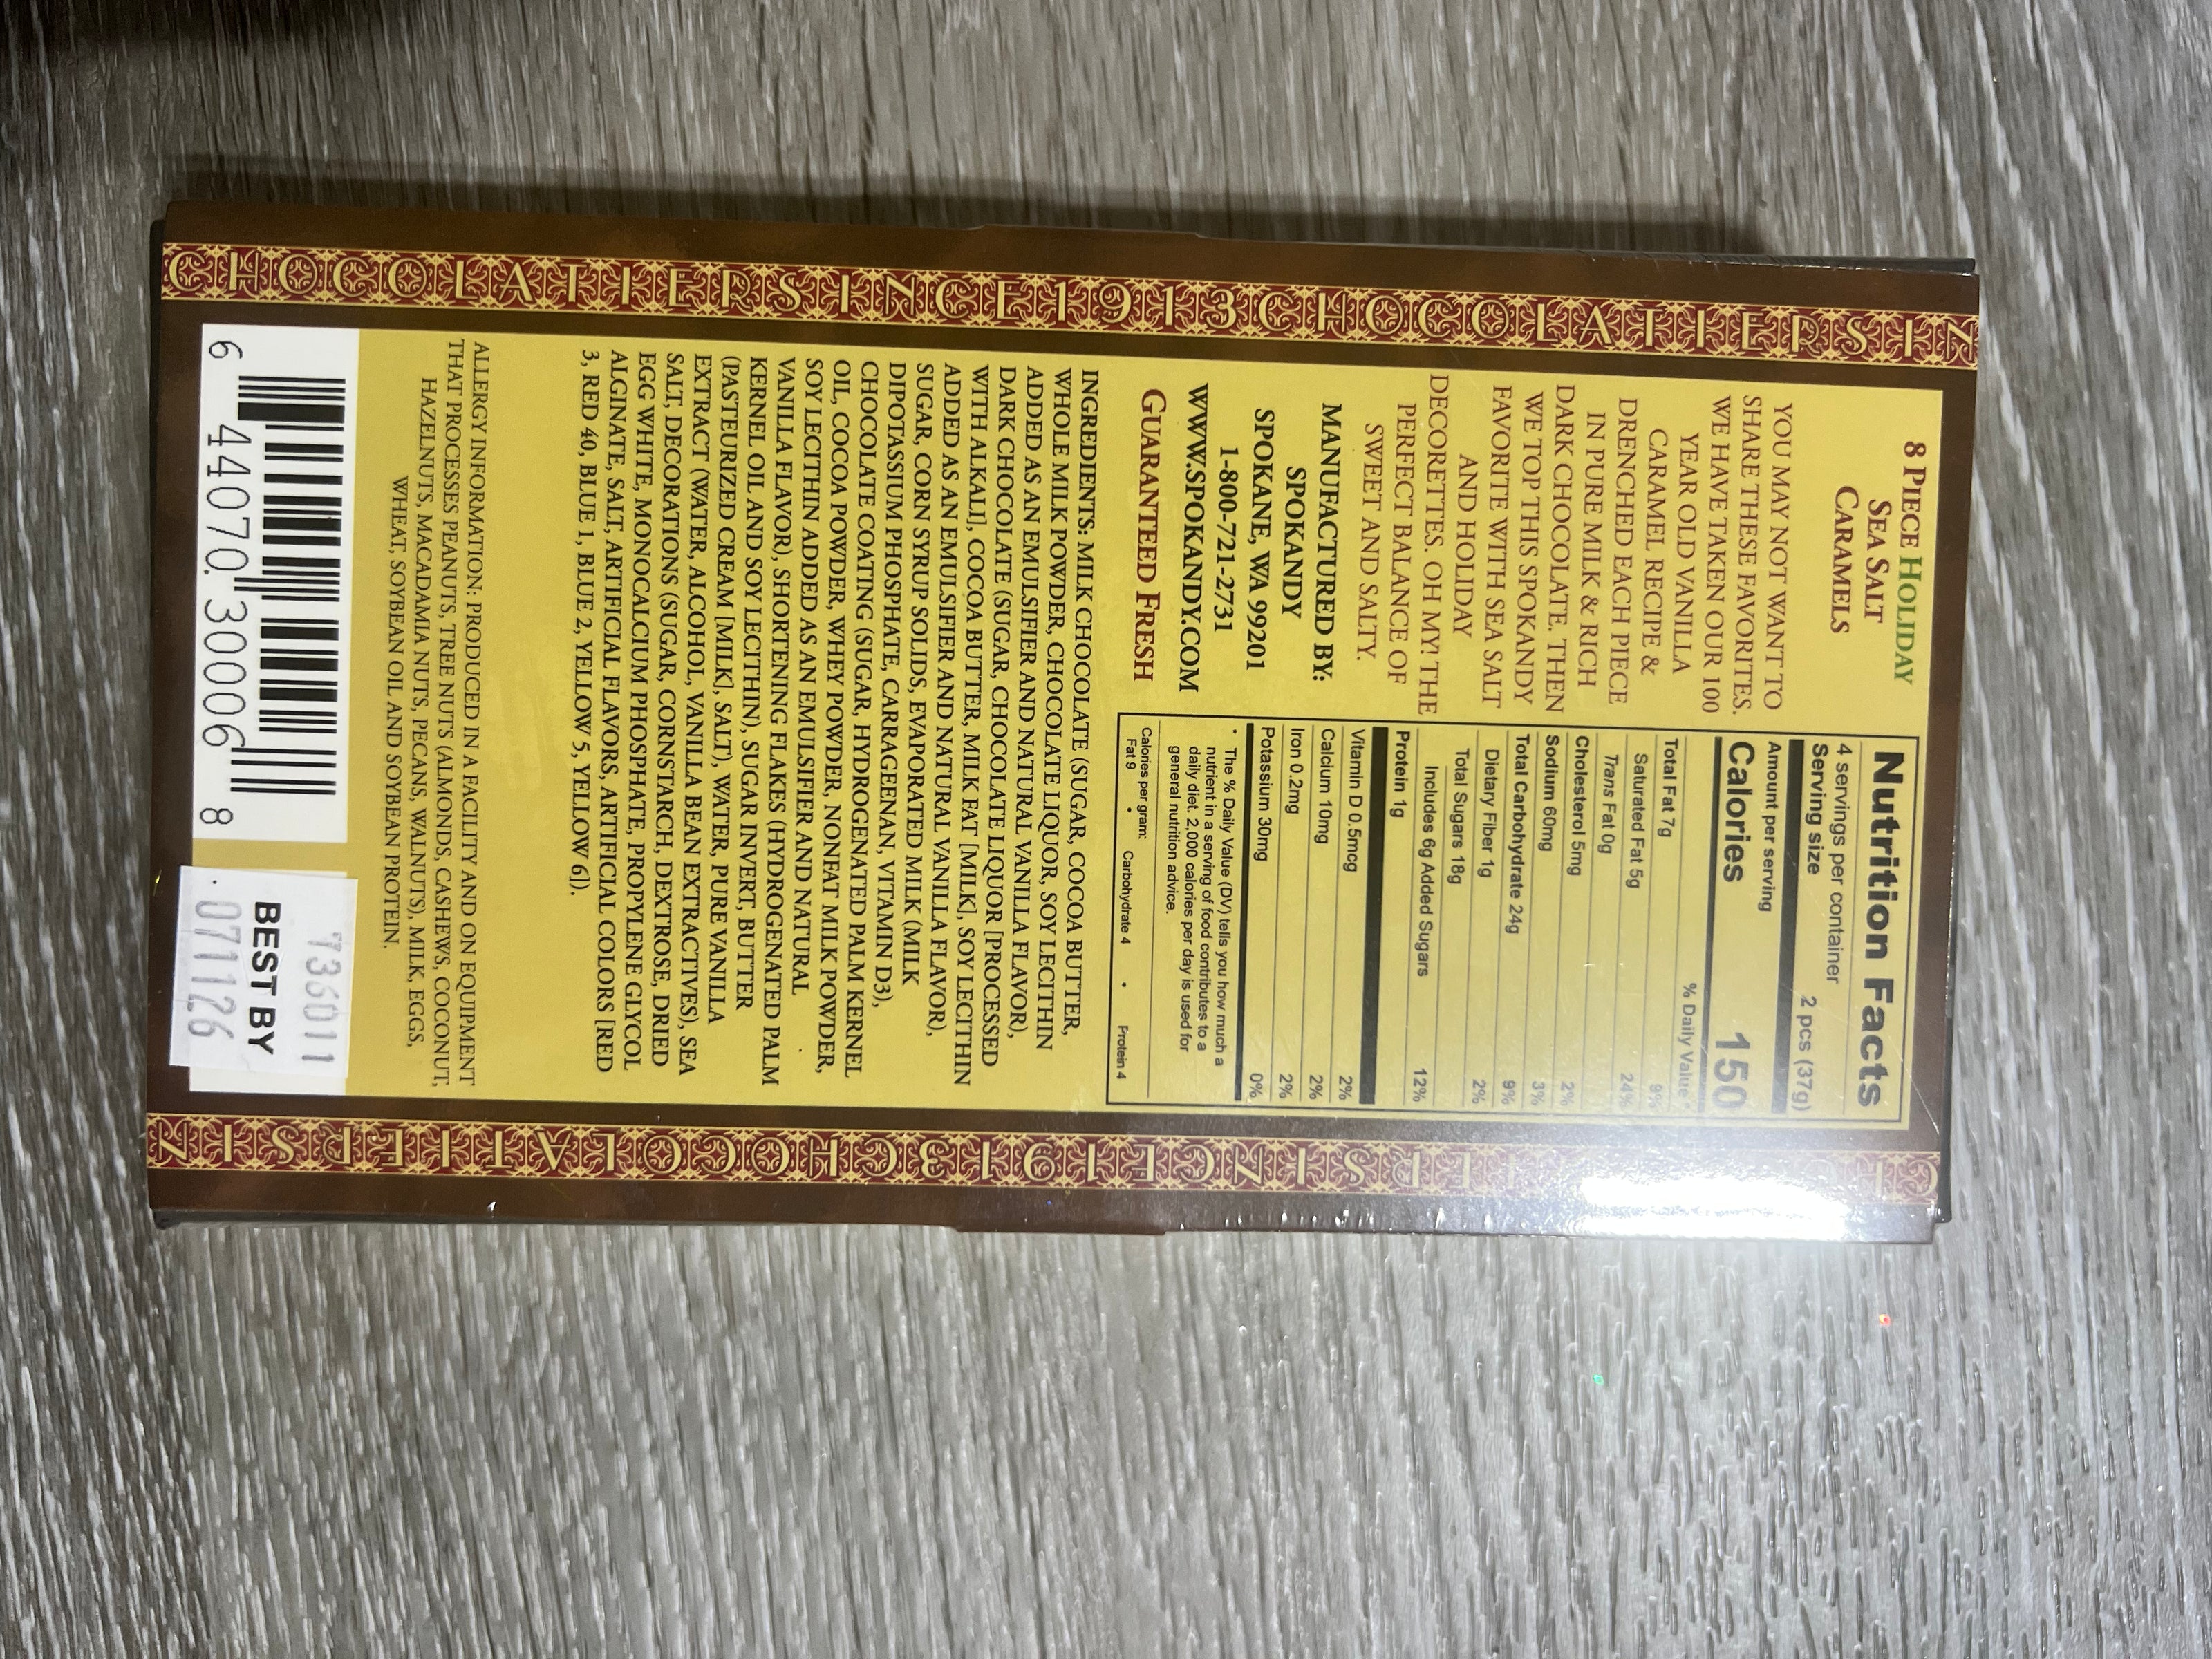 CHOCOLATIERSINCE1913CHOCOLATIERSIN
8 PIECE HOLIDAY
SEA SALT
CARAMELS
YOU MAY NOT WANT TO
SHARE THESE FAVORITES.
WE HAVE TAKEN OUR 100
YEAR OLD VANILLA
CARAMEL RECIPE &
DRENCHED EACH PIECE
IN PURE MILK & RICH
DARK CHOCOLATE. THEN
WE TOP THIS SPOKANDY
FAVORITE WITH SEA SALT
AND HOLIDAY
DECORETTES. OH MY! THE
PERFECT BALANCE OF
SWEET AND SALTY.
MANUFACTURED BY:
SPOKANDY
SPOKANE, WA 99201
1-800-721-2731
WWW.SPOKANDY.COM
GUARANTEED FRESH
Nutrition Facts
4 servings per container
Serving size 2 pcs (37g)
Amount per serving
Calories 150
% Daily Value*
Total Fat 7g 9%
Saturated Fat 5g 24%
Trans Fat 0g
Cholesterol 5mg 2%
Sodium 60mg 3%
Total Carbohydrate 24g 9%
Dietary Fiber 1g 2%
Total Sugars 18g
Includes 6g Added Sugars 12%
Protein 1g
Vitamin D 0.5mcg 2%
Calcium 10mg 2%
Iron 0.2mg 2%
Potassium 30mg 0%
* The % Daily Value (DV) tells you how much a
nutrient in a serving of food contributes to a
daily diet. 2,000 calories per day is used for
general nutrition advice.
Calories per gram:
Fat 9 • Carbohydrate 4 • Protein 4
INGREDIENTS: MILK CHOCOLATE (SUGAR, COCOA BUTTER,
WHOLE MILK POWDER, CHOCOLATE LIQUOR, SOY LECITHIN
ADDED AS AN EMULSIFIER AND NATURAL VANILLA FLAVOR),
DARK CHOCOLATE (SUGAR, CHOCOLATE LIQUOR [PROCESSED
WITH ALKALI], COCOA BUTTER, MILK FAT [MILK], SOY LECITHIN
ADDED AS AN EMULSIFIER AND NATURAL VANILLA FLAVOR),
SUGAR, CORN SYRUP SOLIDS, EVAPORATED MILK (MILK
DIPOTASSIUM PHOSPHATE, CARRAGEENAN, VITAMIN D3),
CHOCOLATE COATING (SUGAR, HYDROGENATED PALM KERNEL
OIL, COCOA POWDER, WHEY POWDER, NONFAT MILK POWDER,
SOY LECITHIN ADDED AS AN EMULSIFIER AND NATURAL
VANILLA FLAVOR), SHORTENING FLAKES (HYDROGENATED PALM
KERNEL OIL AND SOY LECITHIN), SUGAR INVERT, BUTTER
(PASTEURIZED CREAM [MILK], SALT), WATER, PURE VANILLA
EXTRACT (WATER, ALCOHOL, VANILLA BEAN EXTRACTIVES), SEA
SALT, DECORATIONS (SUGAR, CORNSTARCH, DEXTROSE, DRIED
EGG WHITE, MONOCALCIUM PHOSPHATE, PROPYLENE GLYCOL
ALGINATE, SALT, ARTIFICIAL FLAVORS, ARTIFICIAL COLORS [RED
3, RED 40, BLUE 1, BLUE 2, YELLOW 5, YELLOW 6]).
ALLERGY INFORMATION: PRODUCED IN A FACILITY AND ON EQUIPMENT
THAT PROCESSES PEANUTS, TREE NUTS (ALMONDS, CASHEWS, COCONUT,
HAZELNUTS, MACADAMIA NUTS, PECANS, WALNUTS), MILK, EGGS,
WHEAT, SOYBEAN OIL AND SOYBEAN PROTEIN.
6 44070 30006 8
T36011
BEST BY
071126